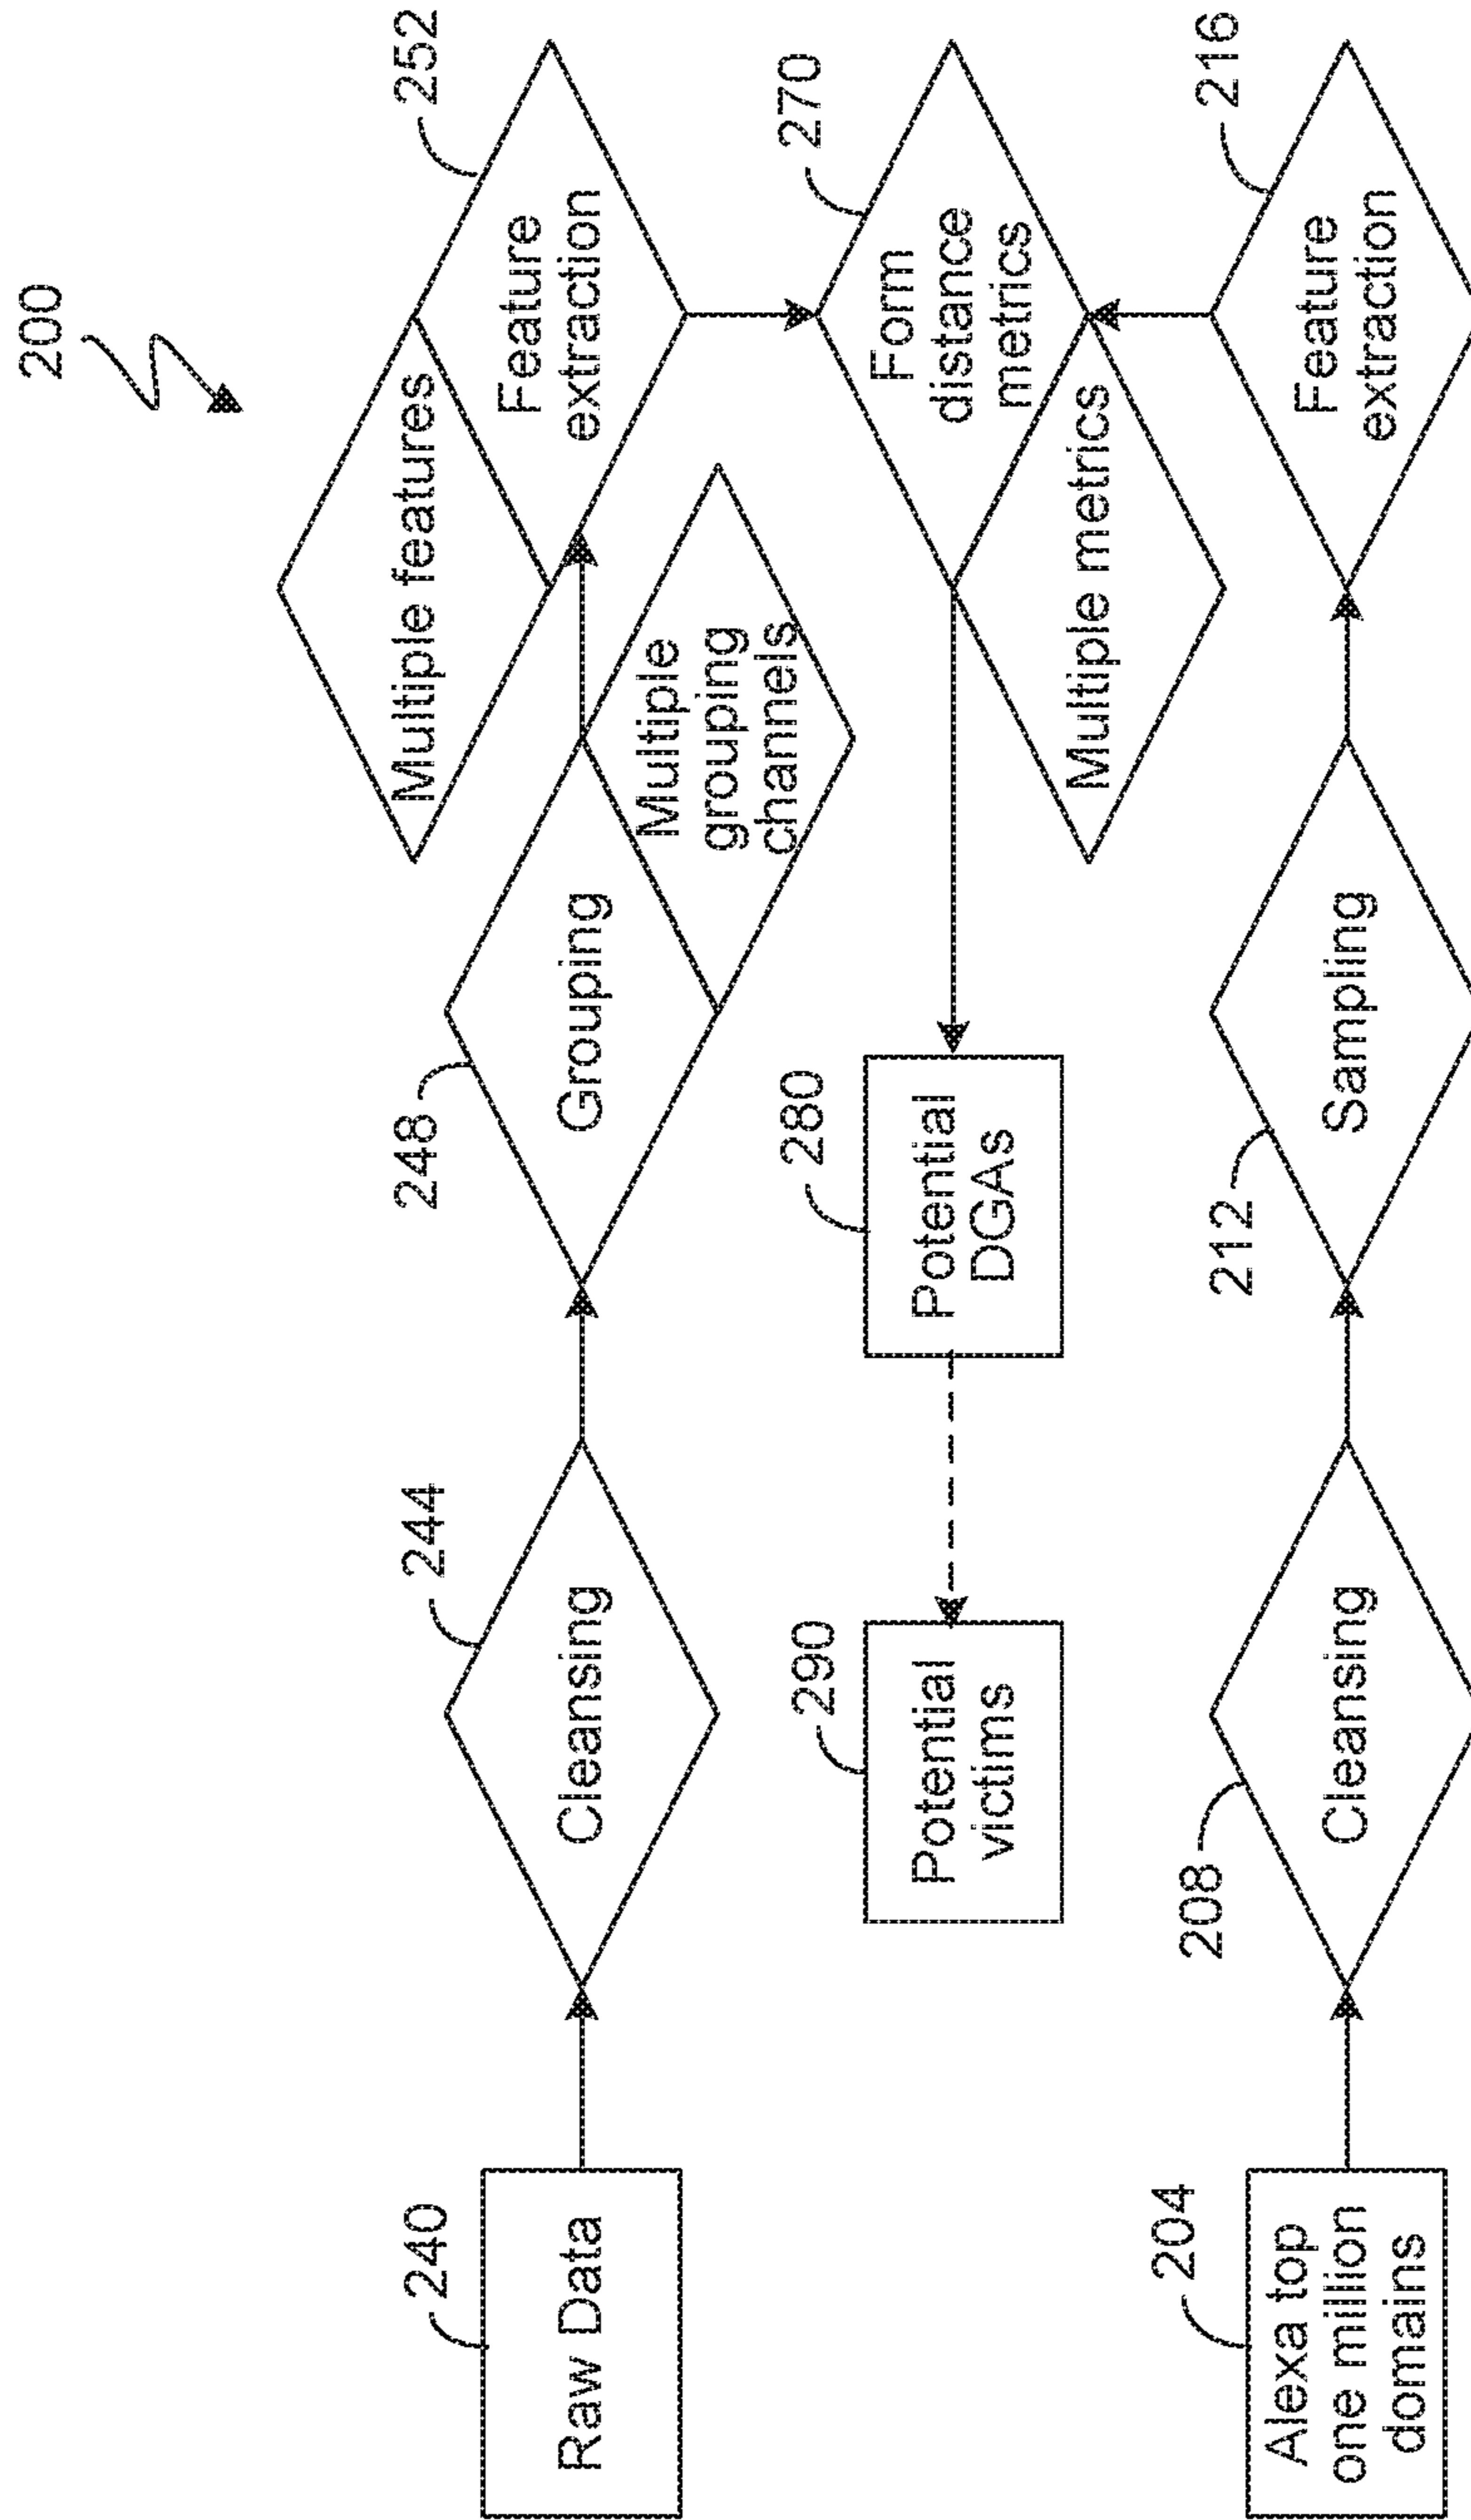 200
240
Raw Data
244
Cleansing
248
Grouping
Multiple
grouping
channels
Multiple features
252
Feature
extraction
290
Potential
victims
280
Potential
DGAs
270
Form
distance
metrics
Multiple metrics
204
Alexa top
one million
domains
208
Cleansing
212
Sampling
216
Feature
extraction